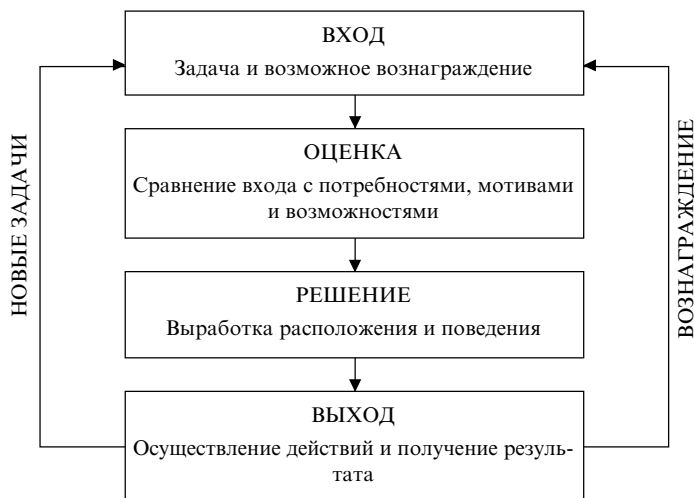 ВХОД
Задача и возможное вознаграждение
ОЦЕНКА
Сравнение входа с потребностями, мотивами
и возможностями
РЕШЕНИЕ
Выработка расположения и поведения
ВЫХОД
Осуществление действий и получение резуль-
тата
НОВЫЕ ЗАДАЧИ
ВОЗНАГРАЖДЕНИЕ